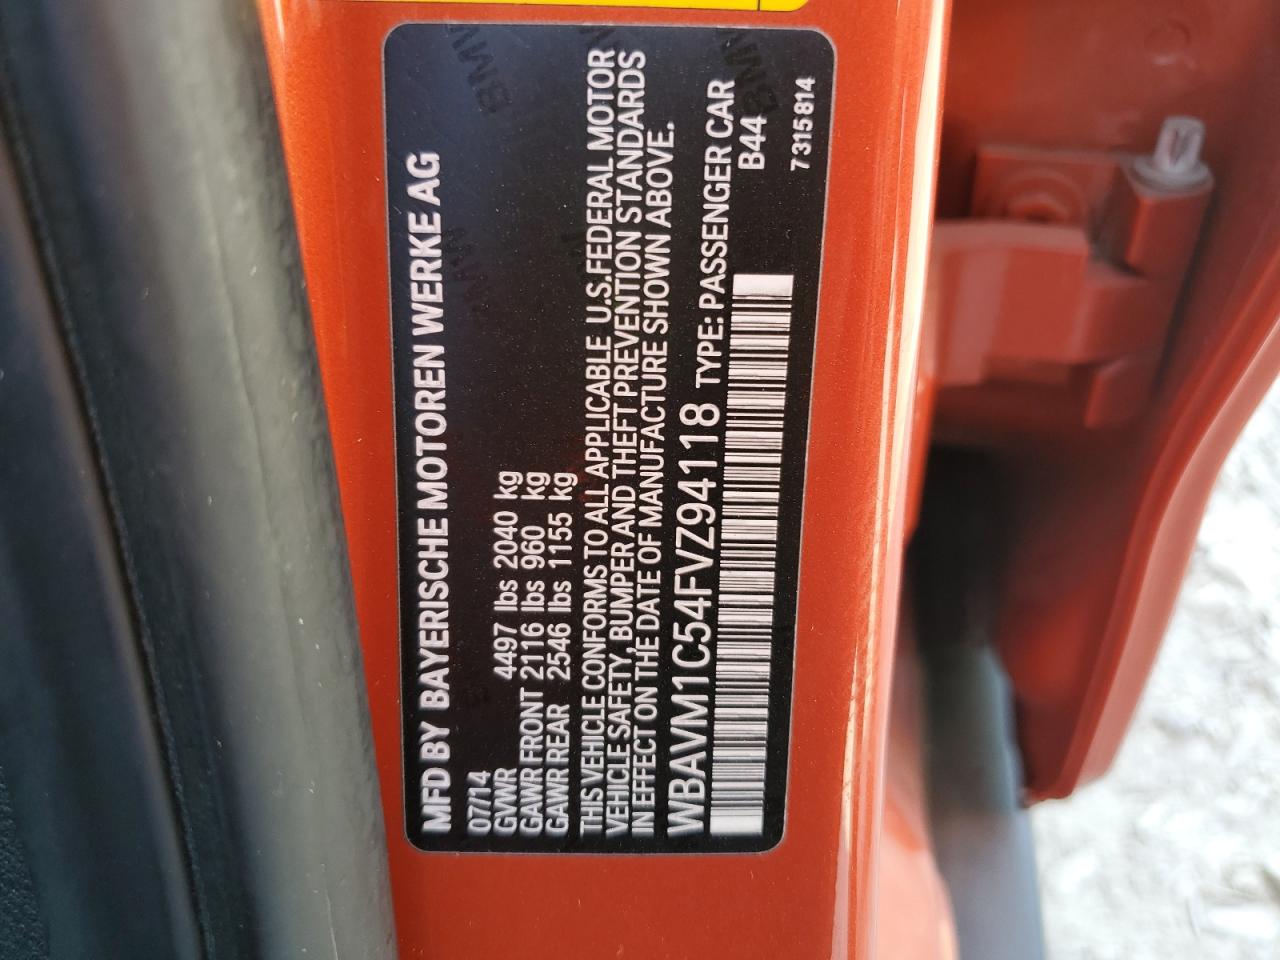 MFD BY BAYERISCHE MOTOREN WERKE AG
07/14
GVWR 4497 lbs 2040 kg
GAWR FRONT 2116 lbs 960 kg
GAWR REAR 2546 lbs 1155 kg
THIS VEHICLE CONFORMS TO ALL APPLICABLE U.S.FEDERAL MOTOR
VEHICLE SAFETY, BUMPER AND THEFT PREVENTION STANDARDS
IN EFFECT ON THE DATE OF MANUFACTURE SHOWN ABOVE.
WBAVM1C54FVZ94118 TYPE: PASSENGER CAR
B44
7315814
BMW
BMW